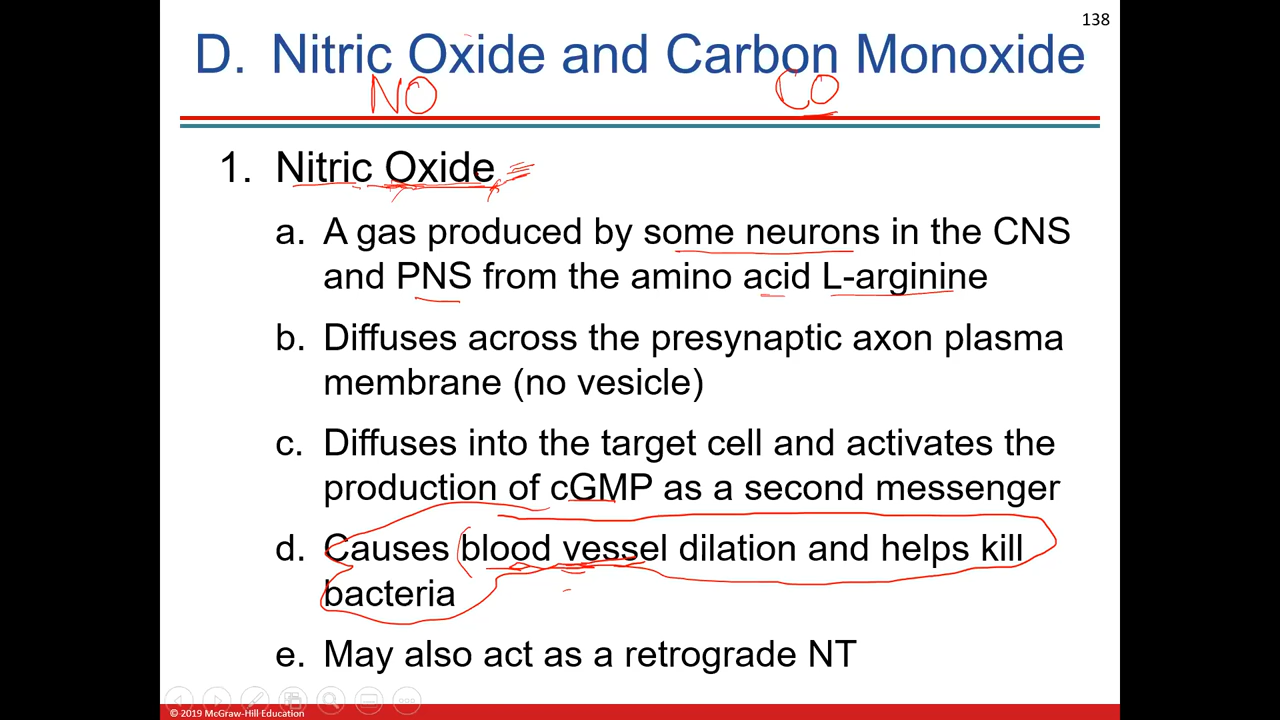 138
D. Nitric Oxide and Carbon Monoxide
NO CO
1. Nitric Oxide
a. A gas produced by some neurons in the CNS
and PNS from the amino acid L-arginine
b. Diffuses across the presynaptic axon plasma
membrane (no vesicle)
c. Diffuses into the target cell and activates the
production of cGMP as a second messenger
d. Causes blood vessel dilation and helps kill
bacteria
e. May also act as a retrograde NT
© 2019 McGraw-Hill Education